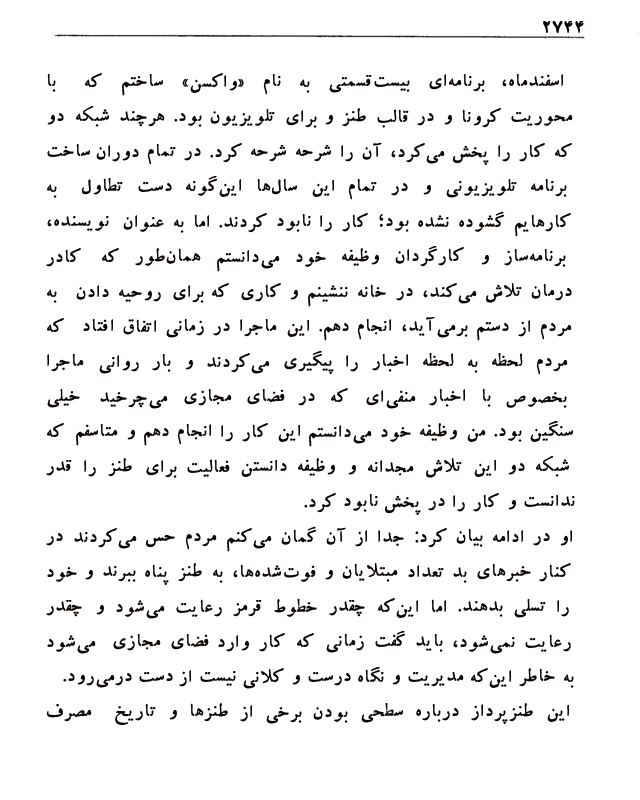 ۲۷۴۴
اسفندماه، برنامه‌ای بیست‌قسمتی به نام «واکسن» ساختم که با
محوریت کرونا و در قالب طنز و برای تلویزیون بود. هرچند شبکه دو
که کار را پخش می‌کرد، آن را شرحه شرحه کرد. در تمام دوران ساخت
برنامه تلویزیونی و در تمام این سال‌ها این‌گونه دست تطاول به
کارهایم گشوده نشده بود؛ کار را نابود کردند. اما به عنوان نویسنده،
برنامه‌ساز و کارگردان وظیفه خود می‌دانستم همان‌طور که کادر
درمان تلاش می‌کند، در خانه ننشینم و کاری که برای روحیه دادن به
مردم از دستم برمی‌آید، انجام دهم. این ماجرا در زمانی اتفاق افتاد که
مردم لحظه به لحظه اخبار را پیگیری می‌کردند و بار روانی ماجرا
بخصوص با اخبار منفی‌ای که در فضای مجازی می‌چرخید خیلی
سنگین بود. من وظیفه خود می‌دانستم این کار را انجام دهم و متاسفم که
شبکه دو این تلاش مجدانه و وظیفه دانستن فعالیت برای طنز را قدر
ندانست و کار را در پخش نابود کرد.
او در ادامه بیان کرد: جدا از آن گمان می‌کنم مردم حس می‌کردند در
کنار خبرهای بد تعداد مبتلایان و فوت‌شده‌ها، به طنز پناه ببرند و خود
را تسلی بدهند. اما این‌که چقدر خطوط قرمز رعایت می‌شود و چقدر
رعایت نمی‌شود، باید گفت زمانی که کار وارد فضای مجازی می‌شود
به خاطر این‌که مدیریت و نگاه درست و کلانی نیست از دست درمی‌رود.
این طنزپرداز درباره سطحی بودن برخی از طنزها و تاریخ مصرف